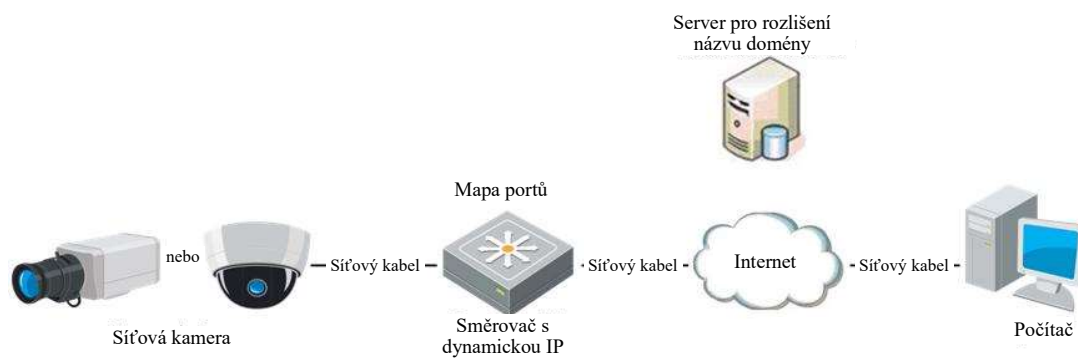 Server pro rozlišení
názvu domény
Mapa portů
nebo
Síťový kabel
Síťový kabel
Internet
Síťový kabel
Síťová kamera
Směrovač s
dynamickou IP
Počítač